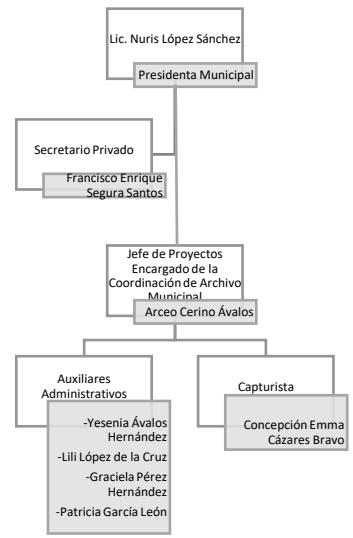 Lic. Nuris López Sánchez
Presidenta Municipal
Secretario Privado
Francisco Enrique
Segura Santos
Jefe de Proyectos
Encargado de la
Coordinación de Archivo
Municipal
Arceo Cerino Ávalos
Auxiliares
Administrativos
-Yesenia Ávalos
Hernández
-Lili López de la Cruz
-Graciela Pérez
Hernández
-Patricia García León
Capturista
Concepción Emma
Cázares Bravo